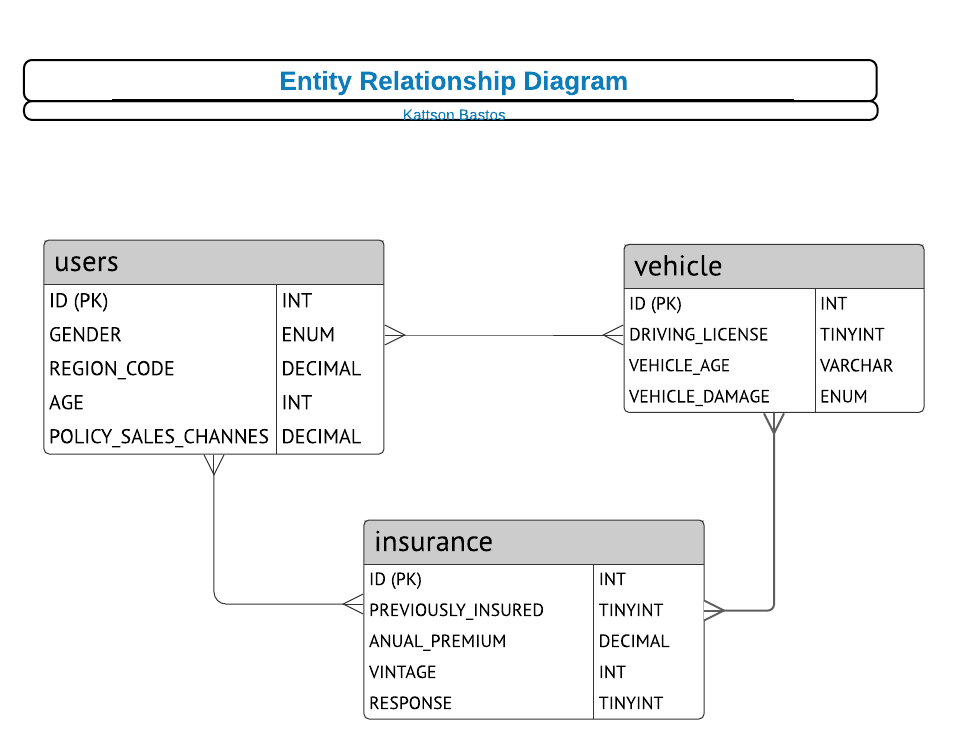 Entity Relationship Diagram
Kattson Bastos
users
ID (PK) INT
GENDER ENUM
REGION_CODE DECIMAL
AGE INT
POLICY_SALES_CHANNES DECIMAL
vehicle
ID (PK) INT
DRIVING_LICENSE TINYINT
VEHICLE_AGE VARCHAR
VEHICLE_DAMAGE ENUM
insurance
ID (PK) INT
PREVIOUSLY_INSURED TINYINT
ANUAL_PREMIUM DECIMAL
VINTAGE INT
RESPONSE TINYINT